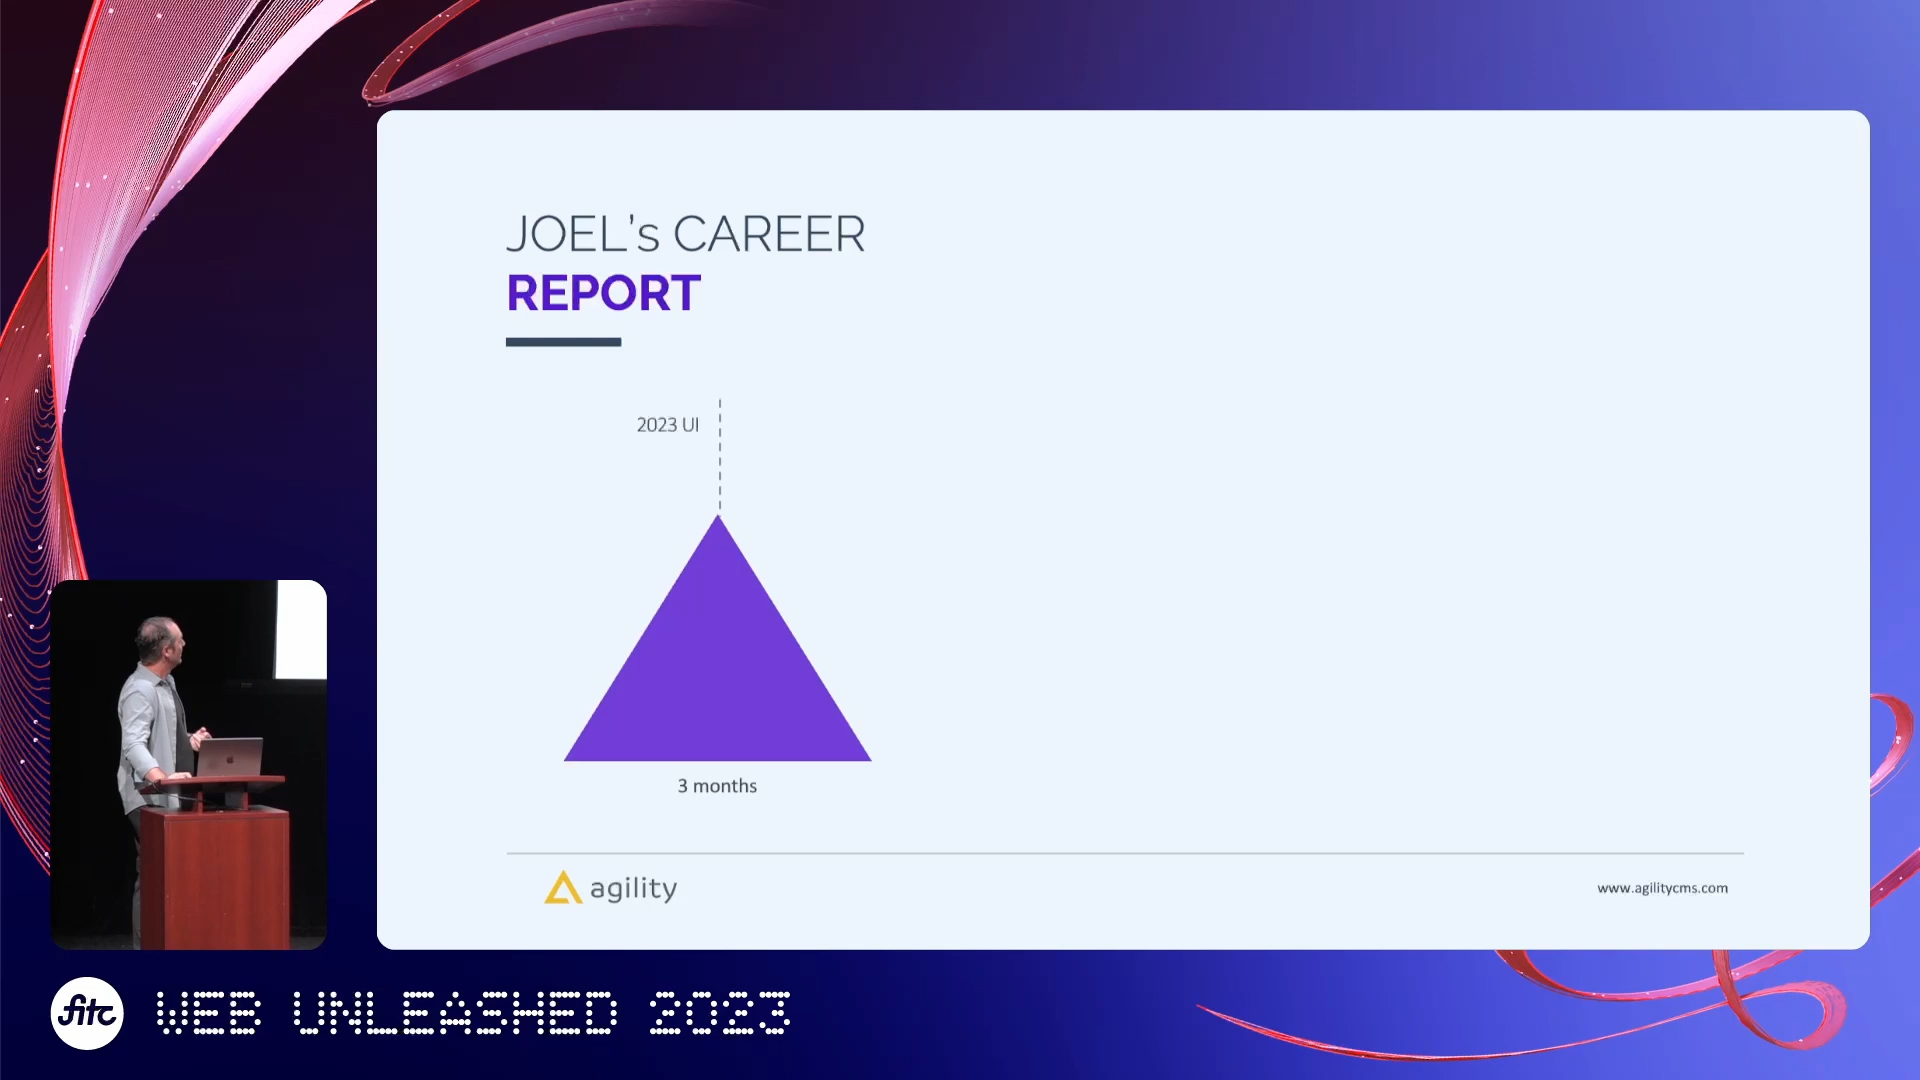 JOEL's CAREER
REPORT
2023 UI
3 months
agility
www.agilitycms.com
fitc
WEB UNLEASHED 2023